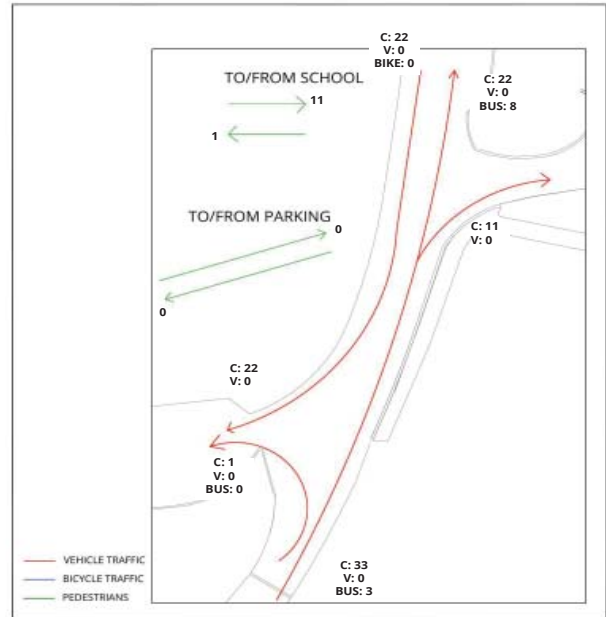 C: 22
V: 0
BIKE: 0
TO/FROM SCHOOL
11
1
C: 22
V: 0
BUS: 8
TO/FROM PARKING
0
0
C: 11
V: 0
C: 22
V: 0
C: 1
V: 0
BUS: 0
C: 33
V: 0
BUS: 3
VEHICLE TRAFFIC
BICYCLE TRAFFIC
PEDESTRIANS